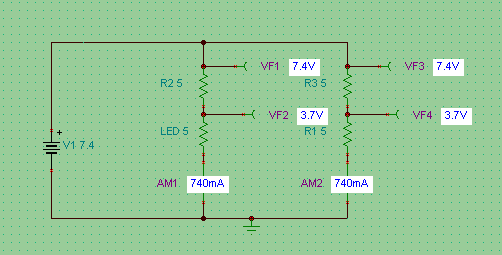 VF1 7.4V VF3 7.4V
R2 5 R3 5
VF2 3.7V VF4 3.7V
LED 5 R1 5
+
V1 7.4
AM1 740mA AM2 740mA